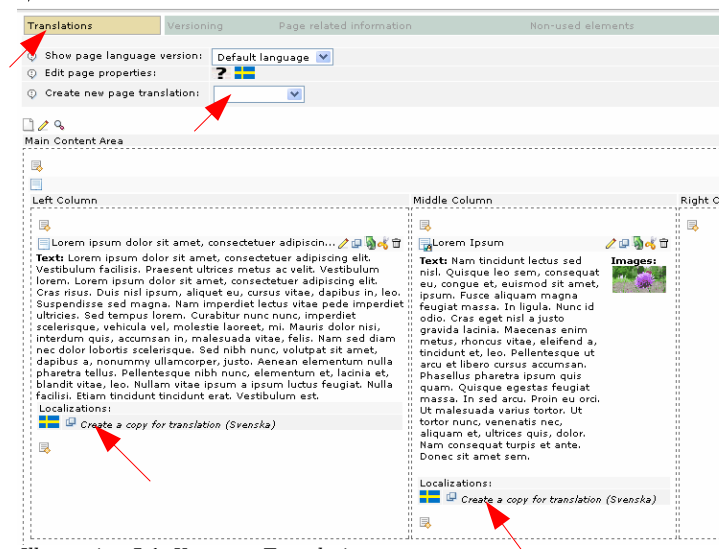 Translations Versioning Page related information Non-used elements
Show page language version: Default language
Edit page properties: ?
Create new page translation:
Main Content Area
Left Column Middle Column Right
Lorem ipsum dolor sit amet, consectetuer adipiscin...
Text: Lorem ipsum dolor sit amet, consectetuer adipiscing elit.
Vestibulum facilisis. Praesent ultrices metus ac velit. Vestibulum
lorem. Lorem ipsum dolor sit amet, consectetuer adipiscing elit.
Cras risus. Duis nisl ipsum, aliquet eu, cursus vitae, dapibus in, leo.
Suspendisse sed magna. Nam imperdiet lectus vitae pede imperdiet
ultricies. Sed tempus lorem. Curabitur nunc nunc, imperdiet
scelerisque, vehicula vel, molestie laoreet, mi. Mauris dolor nisi,
interdum quis, accumsan in, malesuada vitae, felis. Nam sed diam
nec dolor lobortis scelerisque. Sed nibh nunc, volutpat sit amet,
dapibus a, nonummy ullamcorper, justo. Aenean elementum nulla
pharetra tellus. Pellentesque nibh nunc, elementum et, lacinia et,
blandit vitae, leo. Nullam vitae ipsum a ipsum luctus feugiat. Nulla
facilisi. Etiam tincidunt tincidunt erat. Vestibulum est.
Localizations:
Create a copy for translation (Svenska)
Lorem Ipsum
Text: Nam tincidunt lectus sed
nisl. Quisque leo sem, consequat
eu, congue et, euismod sit amet,
ipsum. Fusce aliquam magna
feugiat massa. In ligula. Nunc id
odio. Cras eget nisl a justo
gravida lacinia. Maecenas enim
metus, rhoncus vitae, eleifend a,
tincidunt et, leo. Pellentesque ut
arcu et libero cursus accumsan.
Phasellus pharetra ipsum quis
quam. Quisque egestas feugiat
massa. In sed arcu. Proin eu orci.
Ut malesuada varius tortor. Ut
tortor nunc, venenatis nec,
aliquam et, ultrices quis, dolor.
Nam consequat turpis et ante.
Donec sit amet sem.
Images:
Localizations:
Create a copy for translation (Svenska)